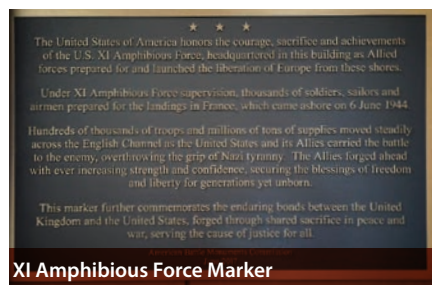 The United States of America honors the courage, sacrifice and achievements
of the U.S. XI Amphibious Force, headquartered in this building as Allied
forces prepared for and launched the liberation of Europe from these shores.
Under XI Amphibious Force supervision, thousands of soldiers, sailors and
airmen prepared for the landings in France, which came ashore on 6 June 1944.
Hundreds of thousands of troops and millions of tons of supplies moved steadily
across the English Channel as the United States and its Allies carried the battle
to the enemy, overthrowing the grip of Nazi tyranny. The Allies forged ahead
with ever increasing strength and confidence, securing the blessings of freedom
and liberty for generations yet unborn.
This marker further commemorates the enduring bonds between the United
Kingdom and the United States, forged through shared sacrifice in peace and
war, serving the cause of justice for all.
American Battle Monuments Commission
XI Amphibious Force Marker